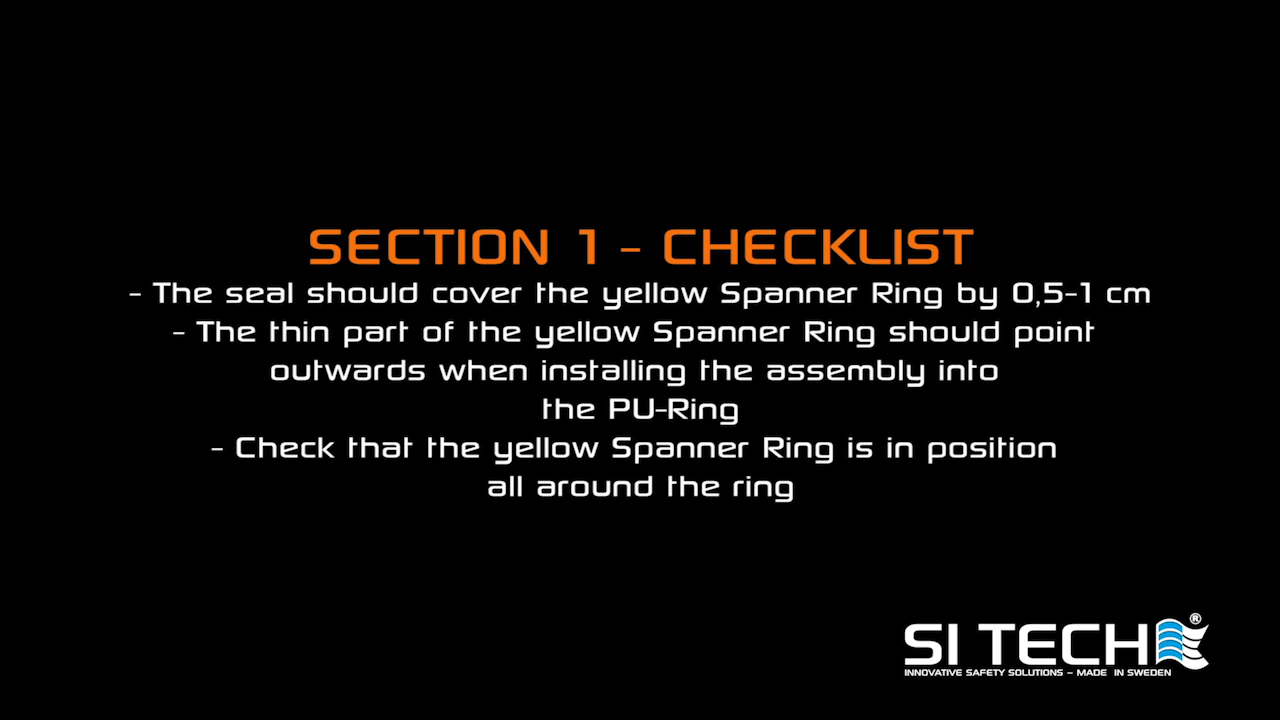 SECTION 1 - CHECKLIST
- The seal should cover the yellow Spanner Ring by 0,5-1 cm
- The thin part of the yellow Spanner Ring should point
outwards when installing the assembly into
the PU-Ring
- Check that the yellow Spanner Ring is in position
all around the ring
SI TECH ®
INNOVATIVE SAFETY SOLUTIONS - MADE IN SWEDEN